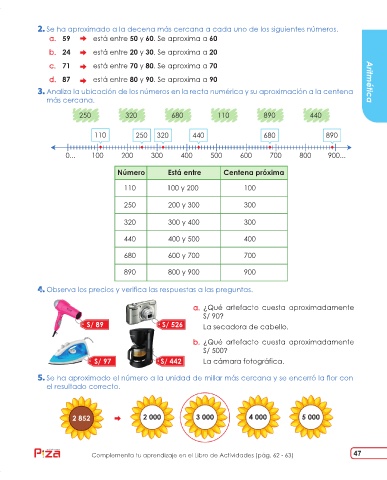 2. Se ha aproximado a la decena más cercana a cada uno de los siguientes números.
a. 59 está entre 50 y 60. Se aproxima a 60
b. 24 está entre 20 y 30. Se aproxima a 20
c. 71 está entre 70 y 80. Se aproxima a 70
d. 87 está entre 80 y 90. Se aproxima a 90
Aritmética
3. Analiza la ubicación de los números en la recta numérica y su aproximación a la centena
más cercana.
250 320 680 110 890 440
110 250 320 440 680 890
0... 100 200 300 400 500 600 700 800 900...
Número Está entre Centena próxima
110 100 y 200 100
250 200 y 300 300
320 300 y 400 300
440 400 y 500 400
680 600 y 700 700
890 800 y 900 900
4. Observa los precios y verifica las respuestas a las preguntas.
a. ¿Qué artefacto cuesta aproximadamente
S/ 90?
La secadora de cabello.
S/ 89 S/ 526
b. ¿Qué artefacto cuesta aproximadamente
S/ 500?
La cámara fotográfica.
S/ 97 S/ 442
5. Se ha aproximado el número a la unidad de millar más cercana y se encerró la flor con
el resultado correcto.
2 852 2 000 3 000 4 000 5 000
Pizza
Complementa tu aprendizaje en el Libro de Actividades (pág. 62 - 63)
47